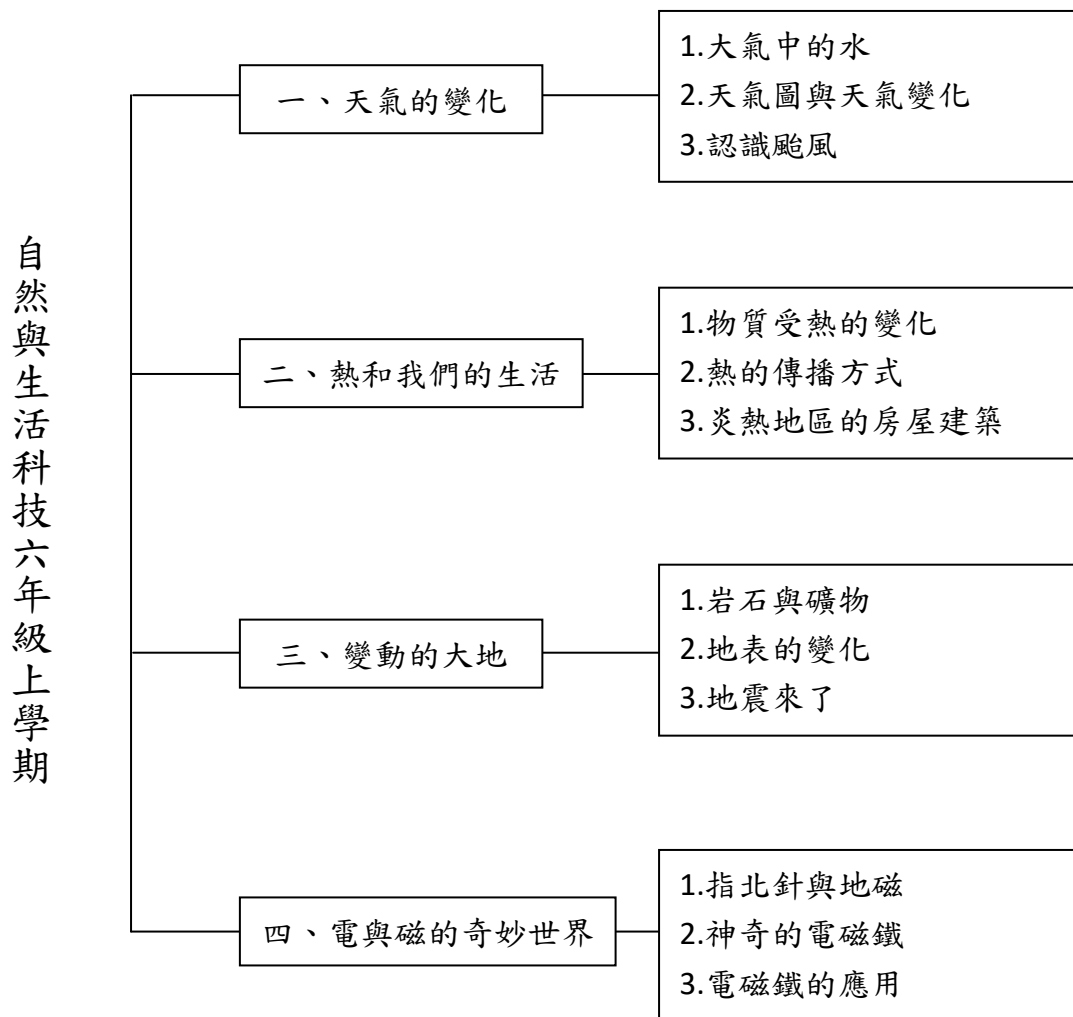 自然與生活科技六年級上學期
一、天氣的變化
1.大氣中的水
2.天氣圖與天氣變化
3.認識颱風
二、熱和我們的生活
1.物質受熱的變化
2.熱的傳播方式
3.炎熱地區的房屋建築
三、變動的大地
1.岩石與礦物
2.地表的變化
3.地震來了
四、電與磁的奇妙世界
1.指北針與地磁
2.神奇的電磁鐵
3.電磁鐵的應用